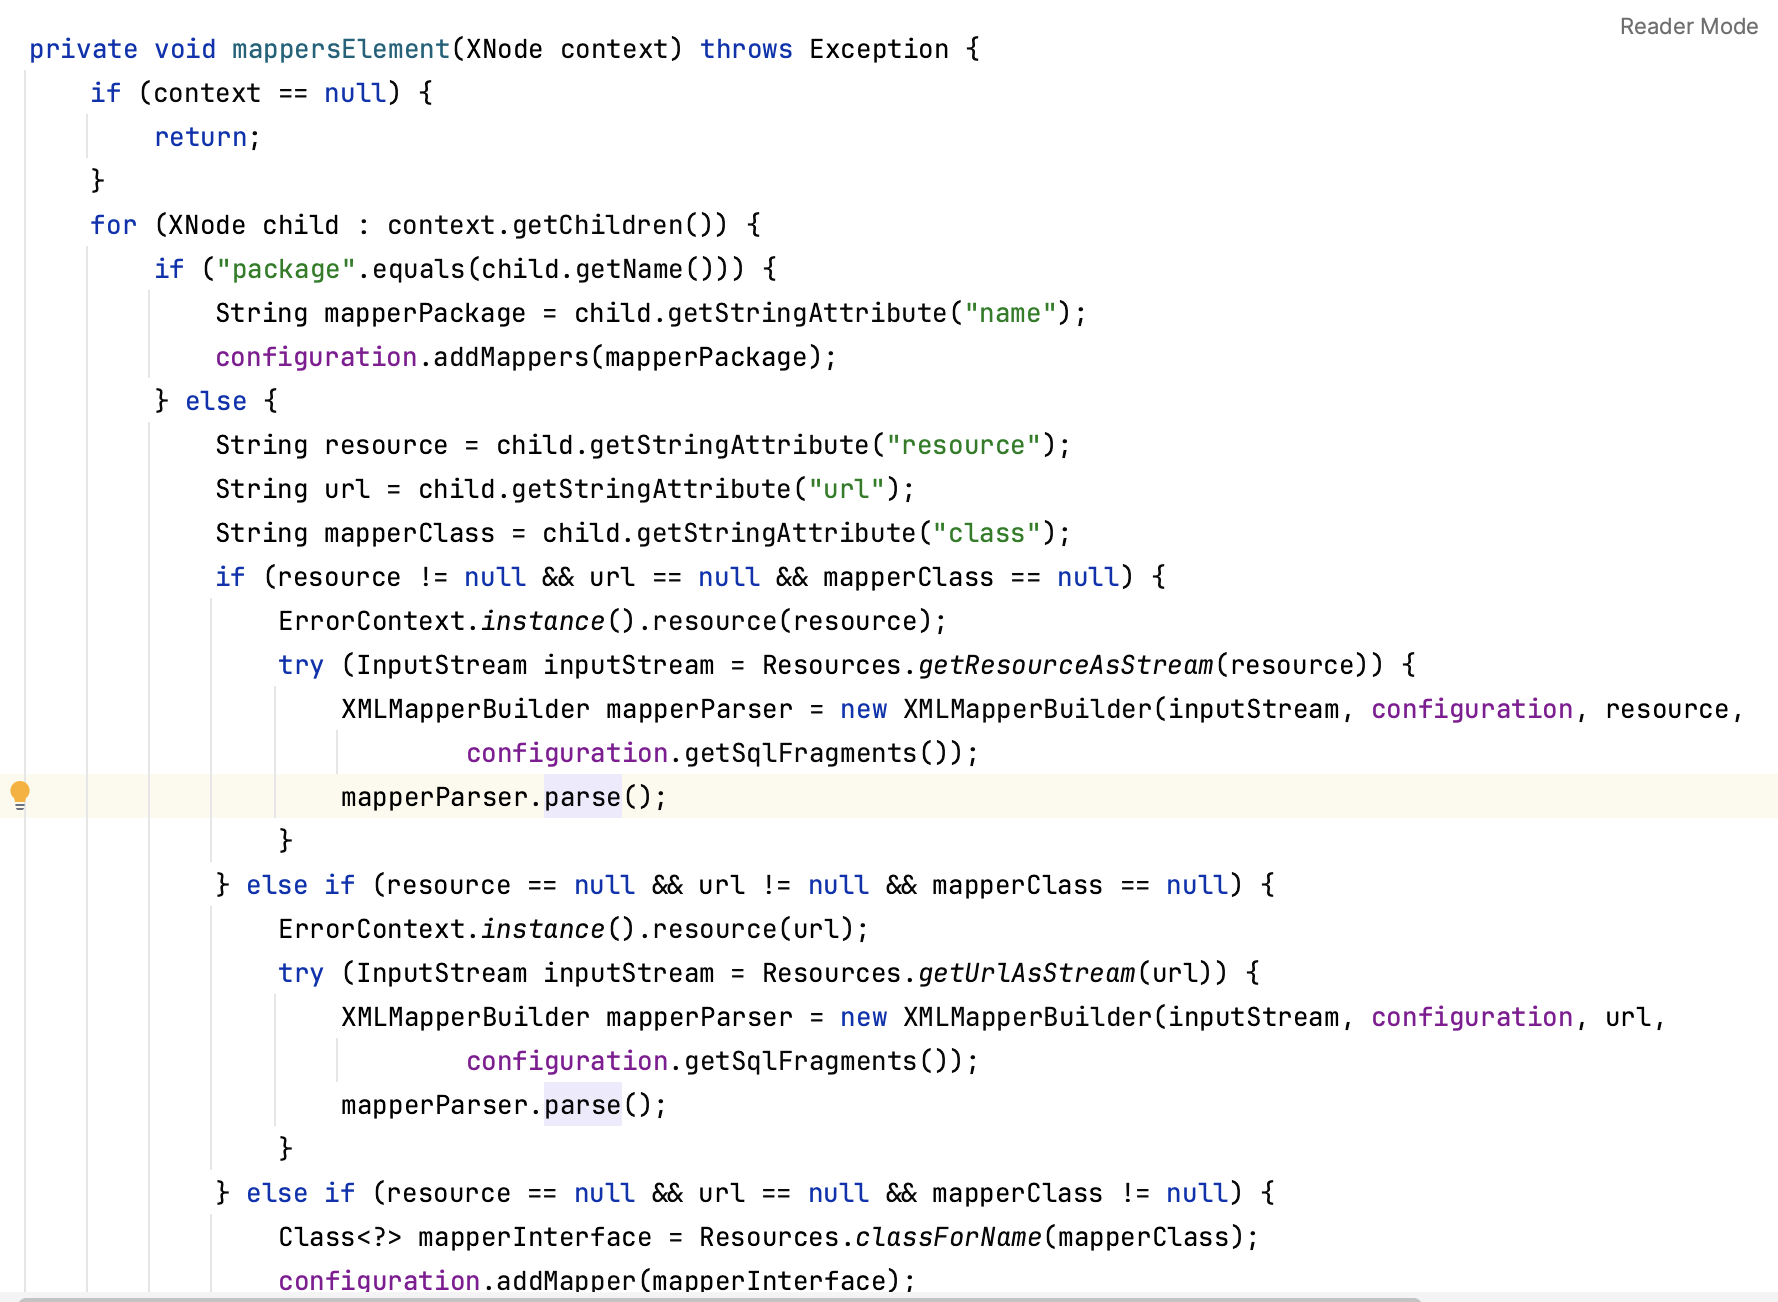 Reader Mode
private void mappersElement(XNode context) throws Exception {
    if (context == null) {
        return;
    }
    for (XNode child : context.getChildren()) {
        if ("package".equals(child.getName())) {
            String mapperPackage = child.getStringAttribute("name");
            configuration.addMappers(mapperPackage);
        } else {
            String resource = child.getStringAttribute("resource");
            String url = child.getStringAttribute("url");
            String mapperClass = child.getStringAttribute("class");
            if (resource != null && url == null && mapperClass == null) {
                ErrorContext.instance().resource(resource);
                try (InputStream inputStream = Resources.getResourceAsStream(resource)) {
                    XMLMapperBuilder mapperParser = new XMLMapperBuilder(inputStream, configuration, resource,
                            configuration.getSqlFragments());
                    mapperParser.parse();
                }
            } else if (resource == null && url != null && mapperClass == null) {
                ErrorContext.instance().resource(url);
                try (InputStream inputStream = Resources.getUrlAsStream(url)) {
                    XMLMapperBuilder mapperParser = new XMLMapperBuilder(inputStream, configuration, url,
                            configuration.getSqlFragments());
                    mapperParser.parse();
                }
            } else if (resource == null && url == null && mapperClass != null) {
                Class<?> mapperInterface = Resources.classForName(mapperClass);
                configuration.addMapper(mapperInterface);